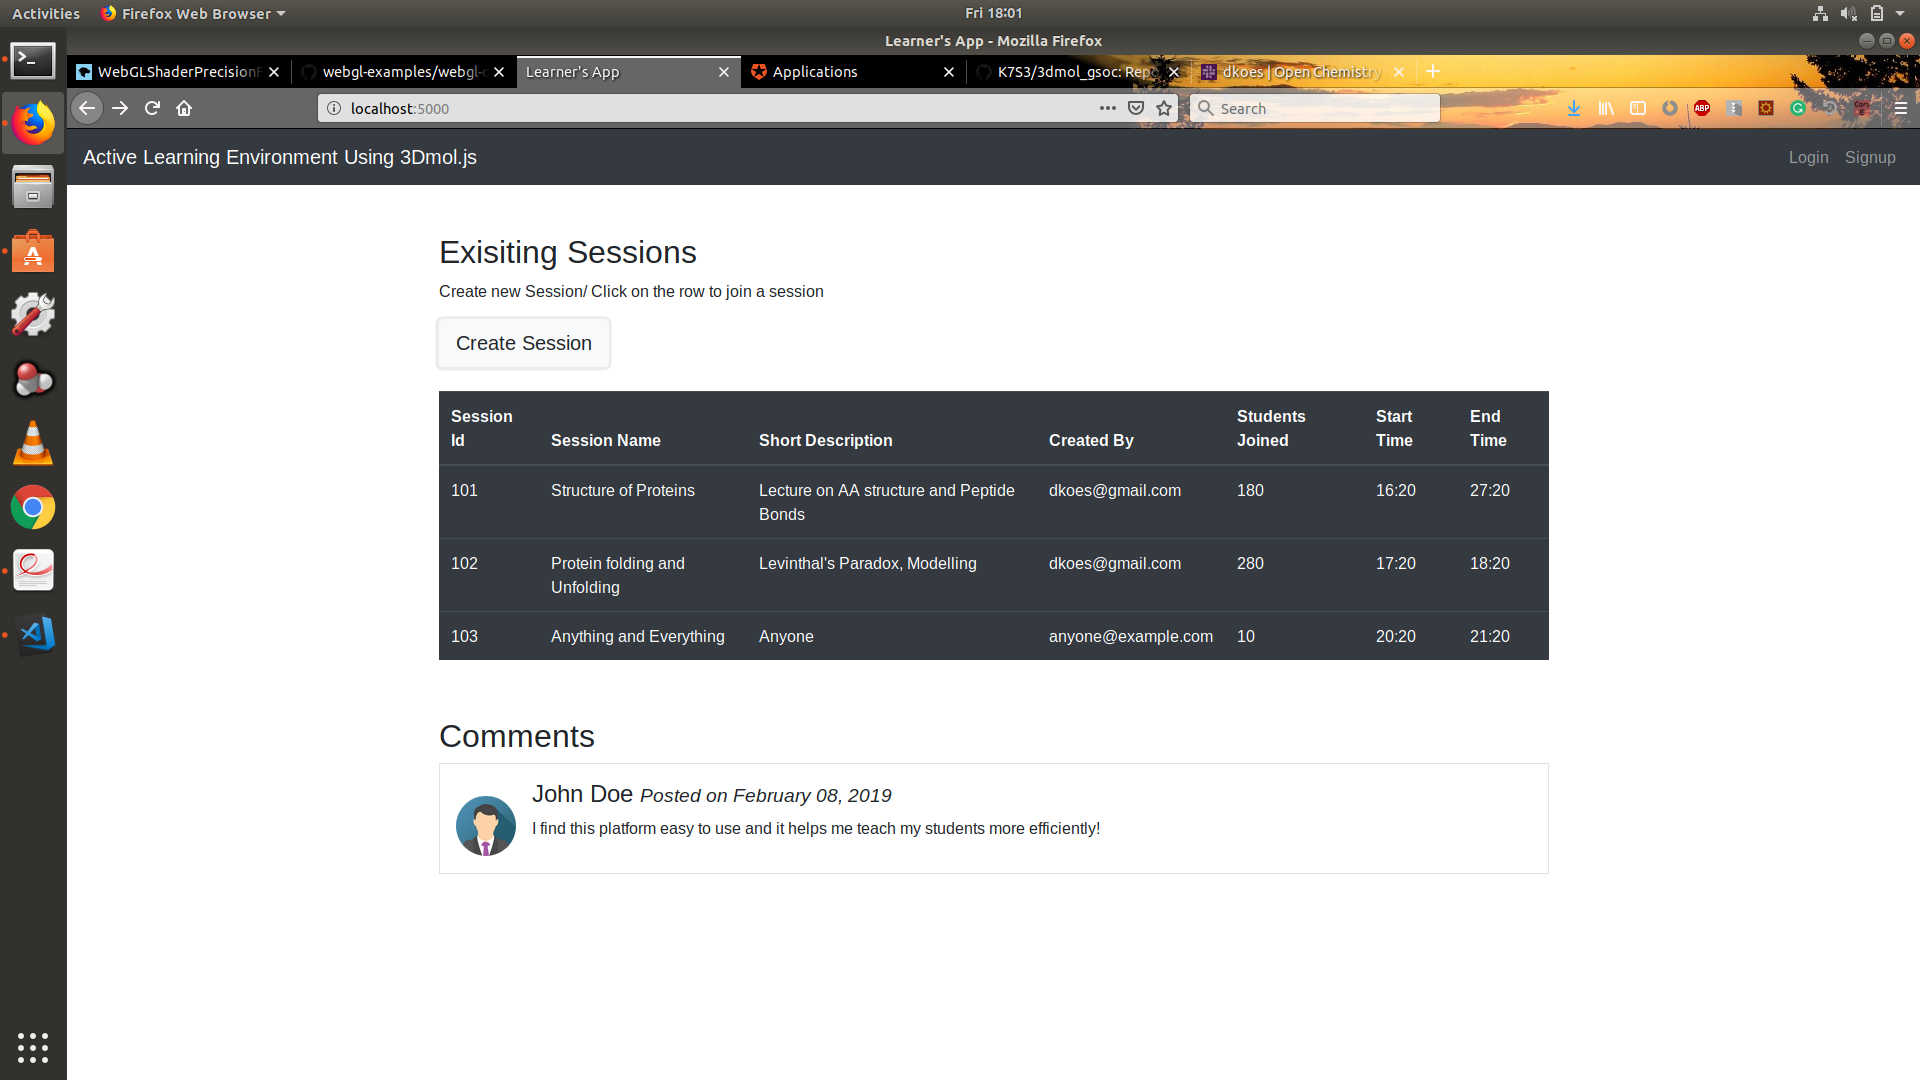 Activities Firefox Web Browser Fri 18:01
Learner's App - Mozilla Firefox
WebGLShaderPrecisionF webgl-examples/webgl- Learner's App Applications K7S3/3dmol_gsoc: Repo dkoes | Open Chemistry
localhost:5000 Search ABP
Active Learning Environment Using 3Dmol.js Login Signup
Exisiting Sessions
Create new Session/ Click on the row to join a session
Create Session
Session Id Session Name Short Description Created By Students Joined Start Time End Time
101 Structure of Proteins Lecture on AA structure and Peptide Bonds dkoes@gmail.com 180 16:20 27:20
102 Protein folding and Unfolding Levinthal's Paradox, Modelling dkoes@gmail.com 280 17:20 18:20
103 Anything and Everything Anyone anyone@example.com 10 20:20 21:20
Comments
John Doe Posted on February 08, 2019
I find this platform easy to use and it helps me teach my students more efficiently!